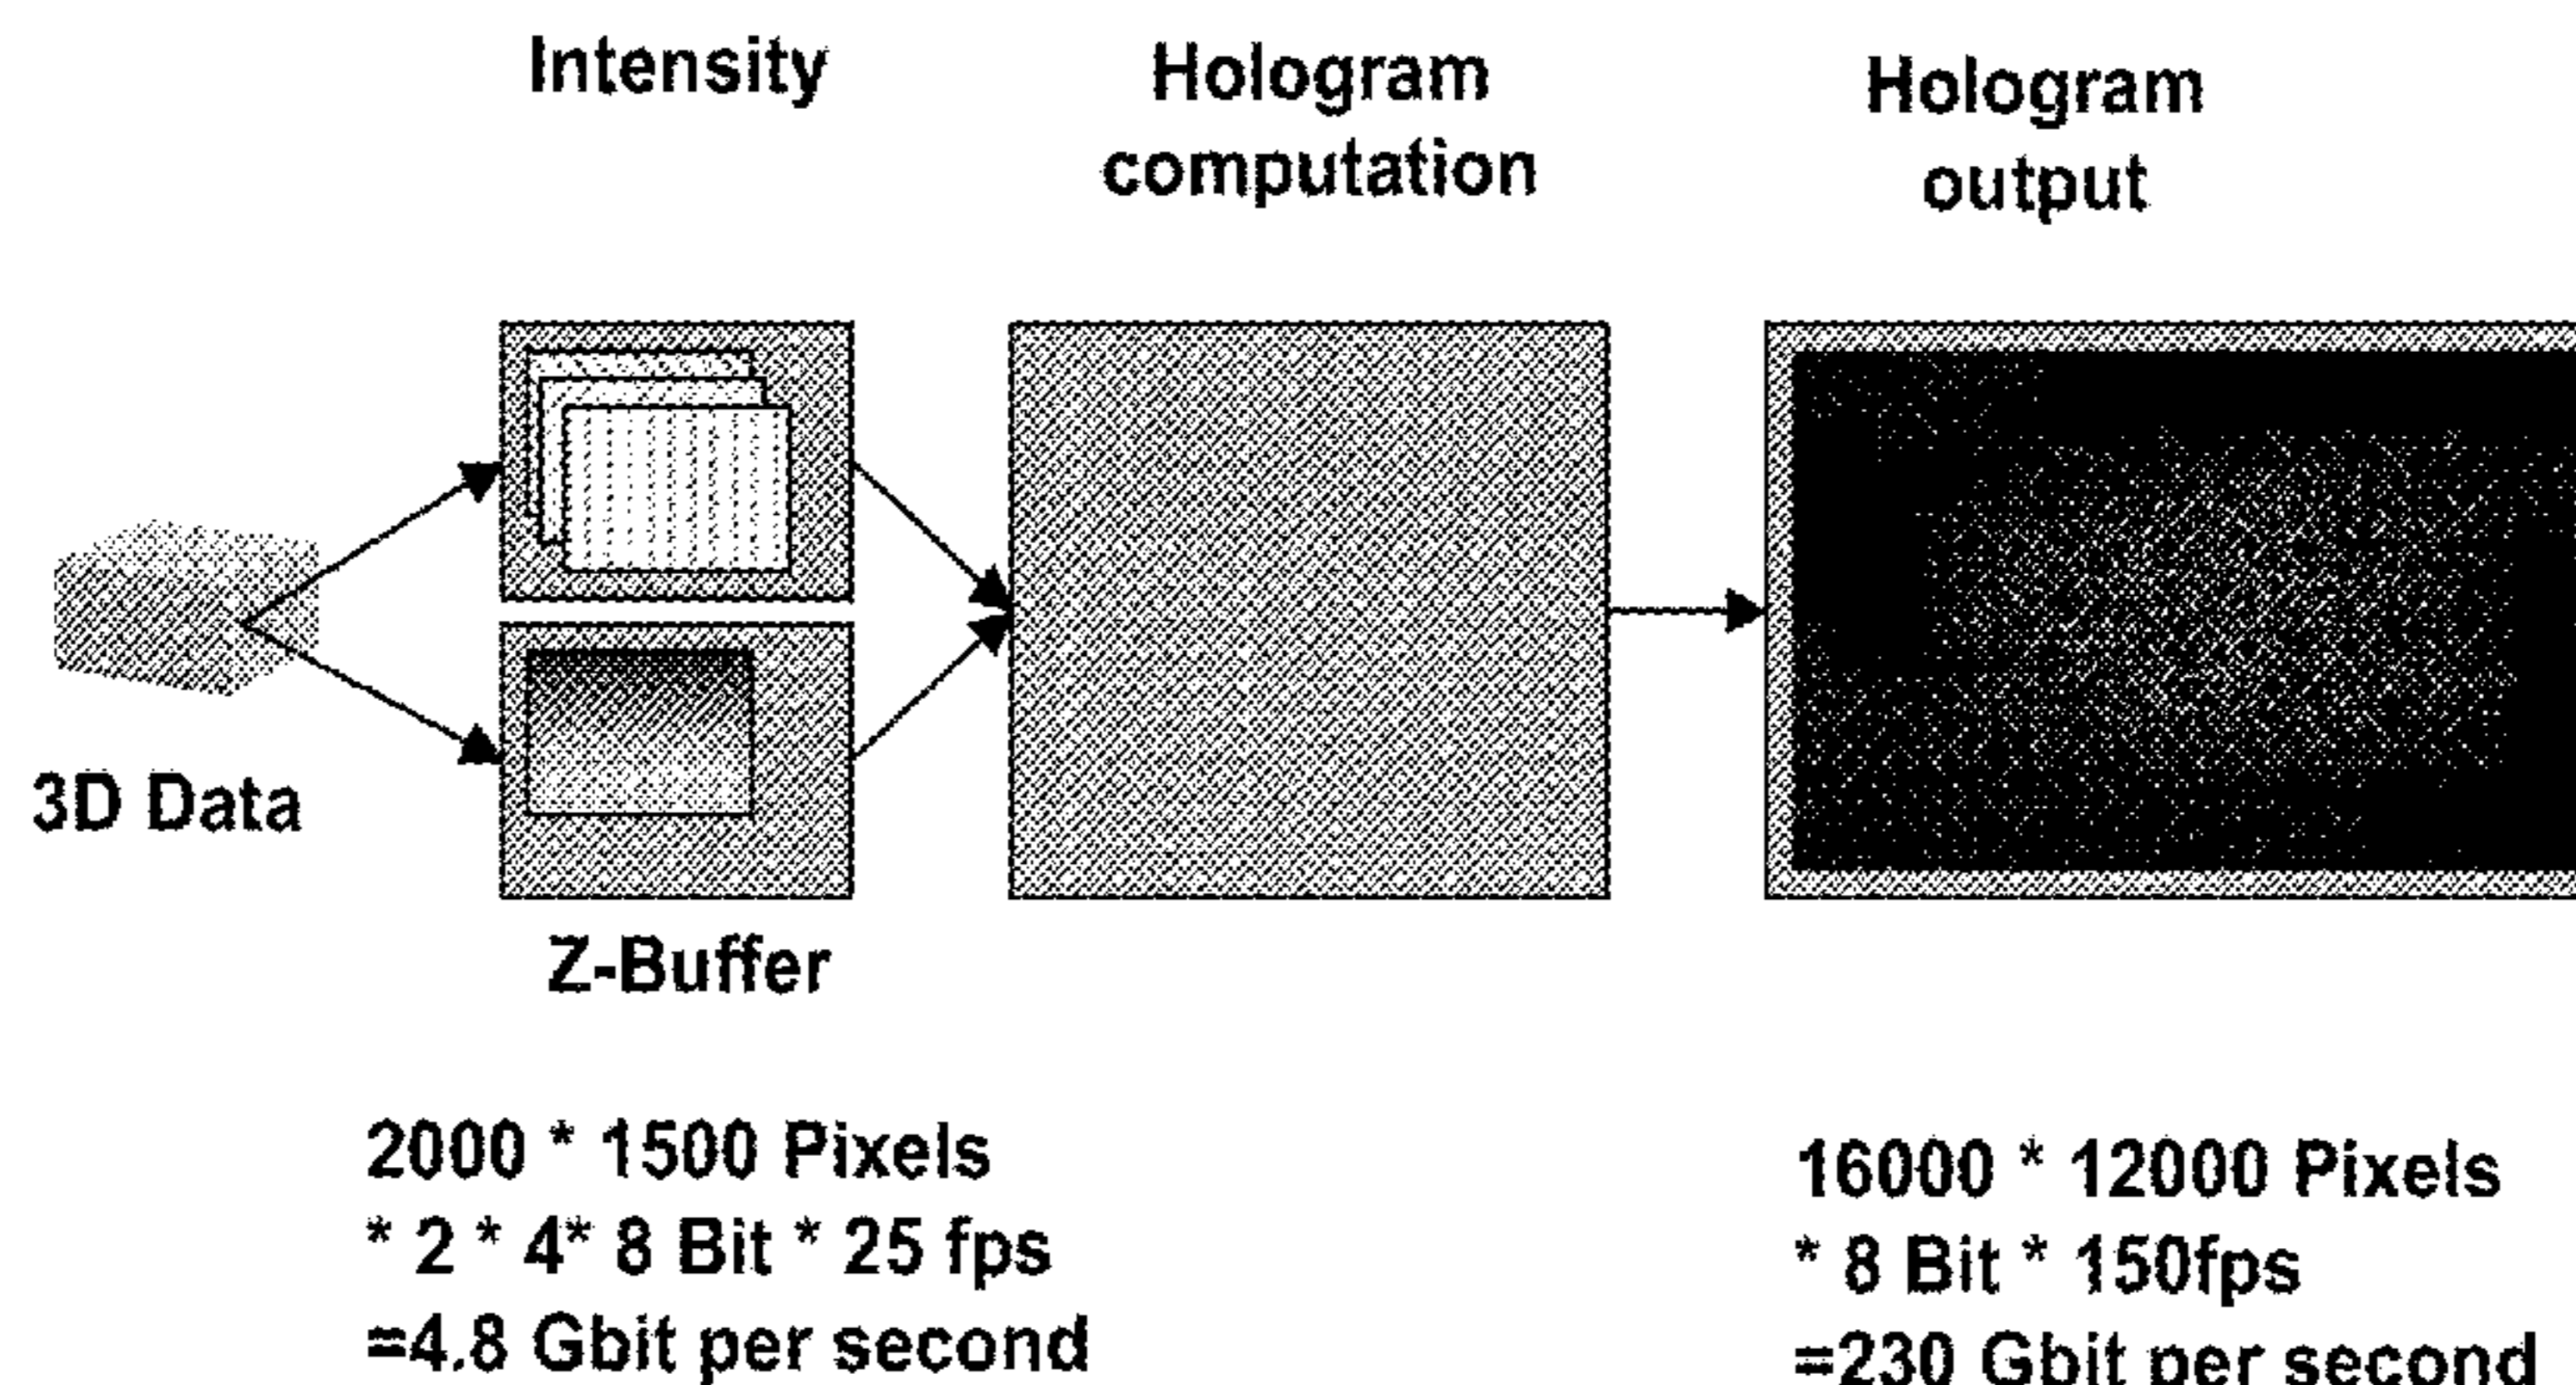 Intensity
Hologram
computation
Hologram
output
3D Data
Z-Buffer
2000 * 1500 Pixels
* 2 * 4* 8 Bit * 25 fps
=4.8 Gbit per second
16000 * 12000 Pixels
* 8 Bit * 150fps
=230 Gbit per second